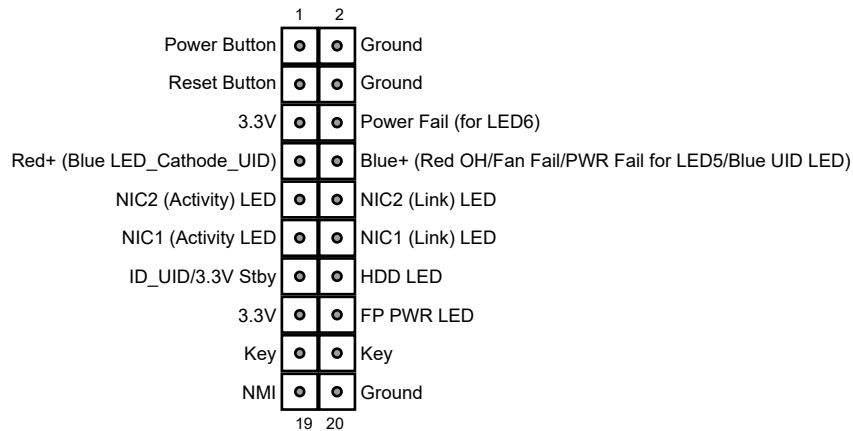 1 2
Power Button Ground
Reset Button Ground
3.3V Power Fail (for LED6)
Red+ (Blue LED_Cathode_UID) Blue+ (Red OH/Fan Fail/PWR Fail for LED5/Blue UID LED)
NIC2 (Activity) LED NIC2 (Link) LED
NIC1 (Activity LED NIC1 (Link) LED
ID_UID/3.3V Stby HDD LED
3.3V FP PWR LED
Key Key
NMI Ground
19 20